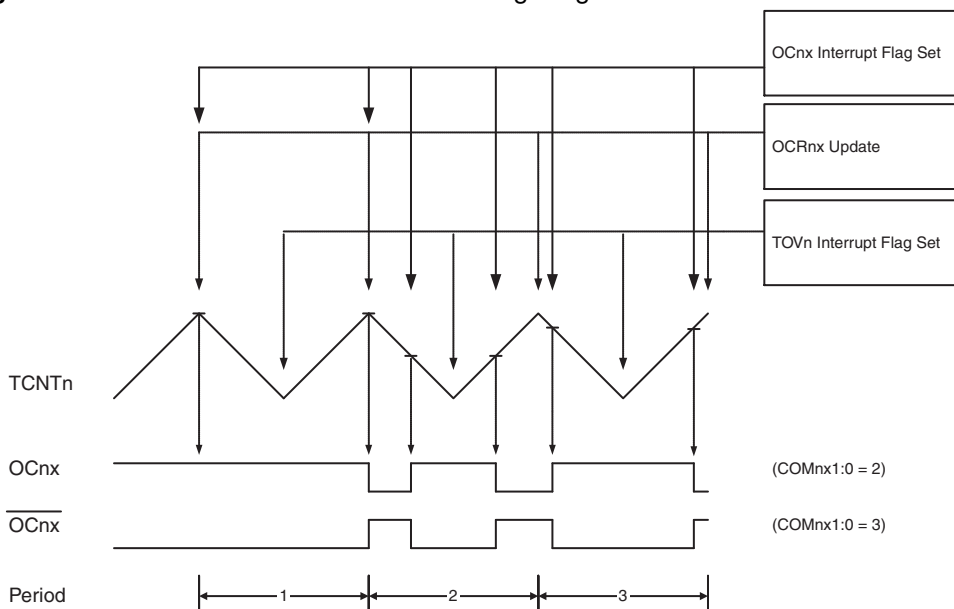 OCnx Interrupt Flag Set
OCRnx Update
TOVn Interrupt Flag Set
TCNTn
OCnx
(COMnx1:0 = 2)
OCnx
(COMnx1:0 = 3)
Period
1
2
3